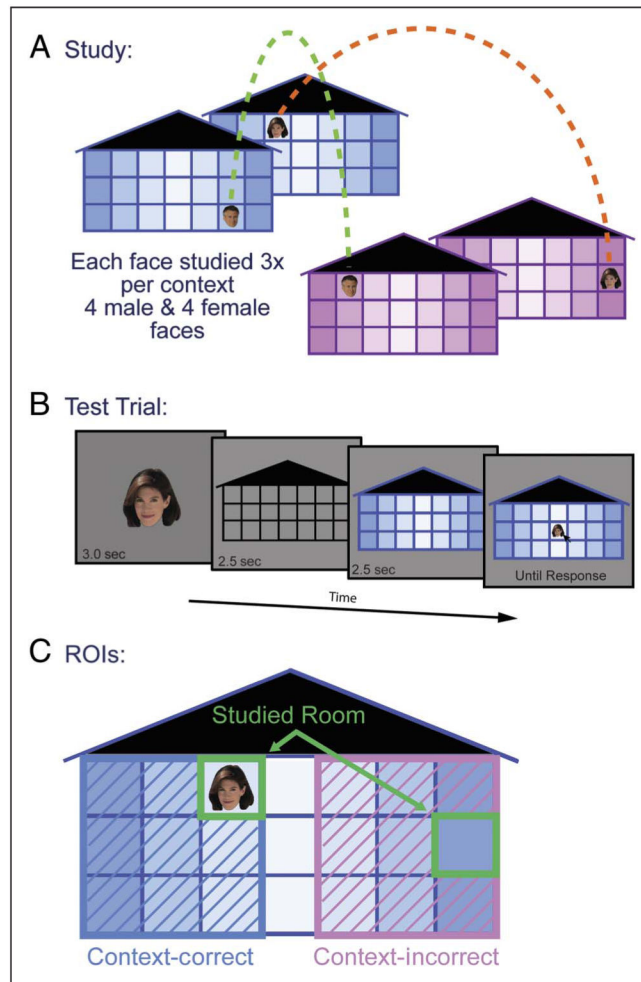 A Study:
Each face studied 3x
per context
4 male & 4 female
faces
B Test Trial:
3.0 sec
2.5 sec
2.5 sec
Until Response
Time
C ROIs:
Studied Room
Context-correct
Context-incorrect